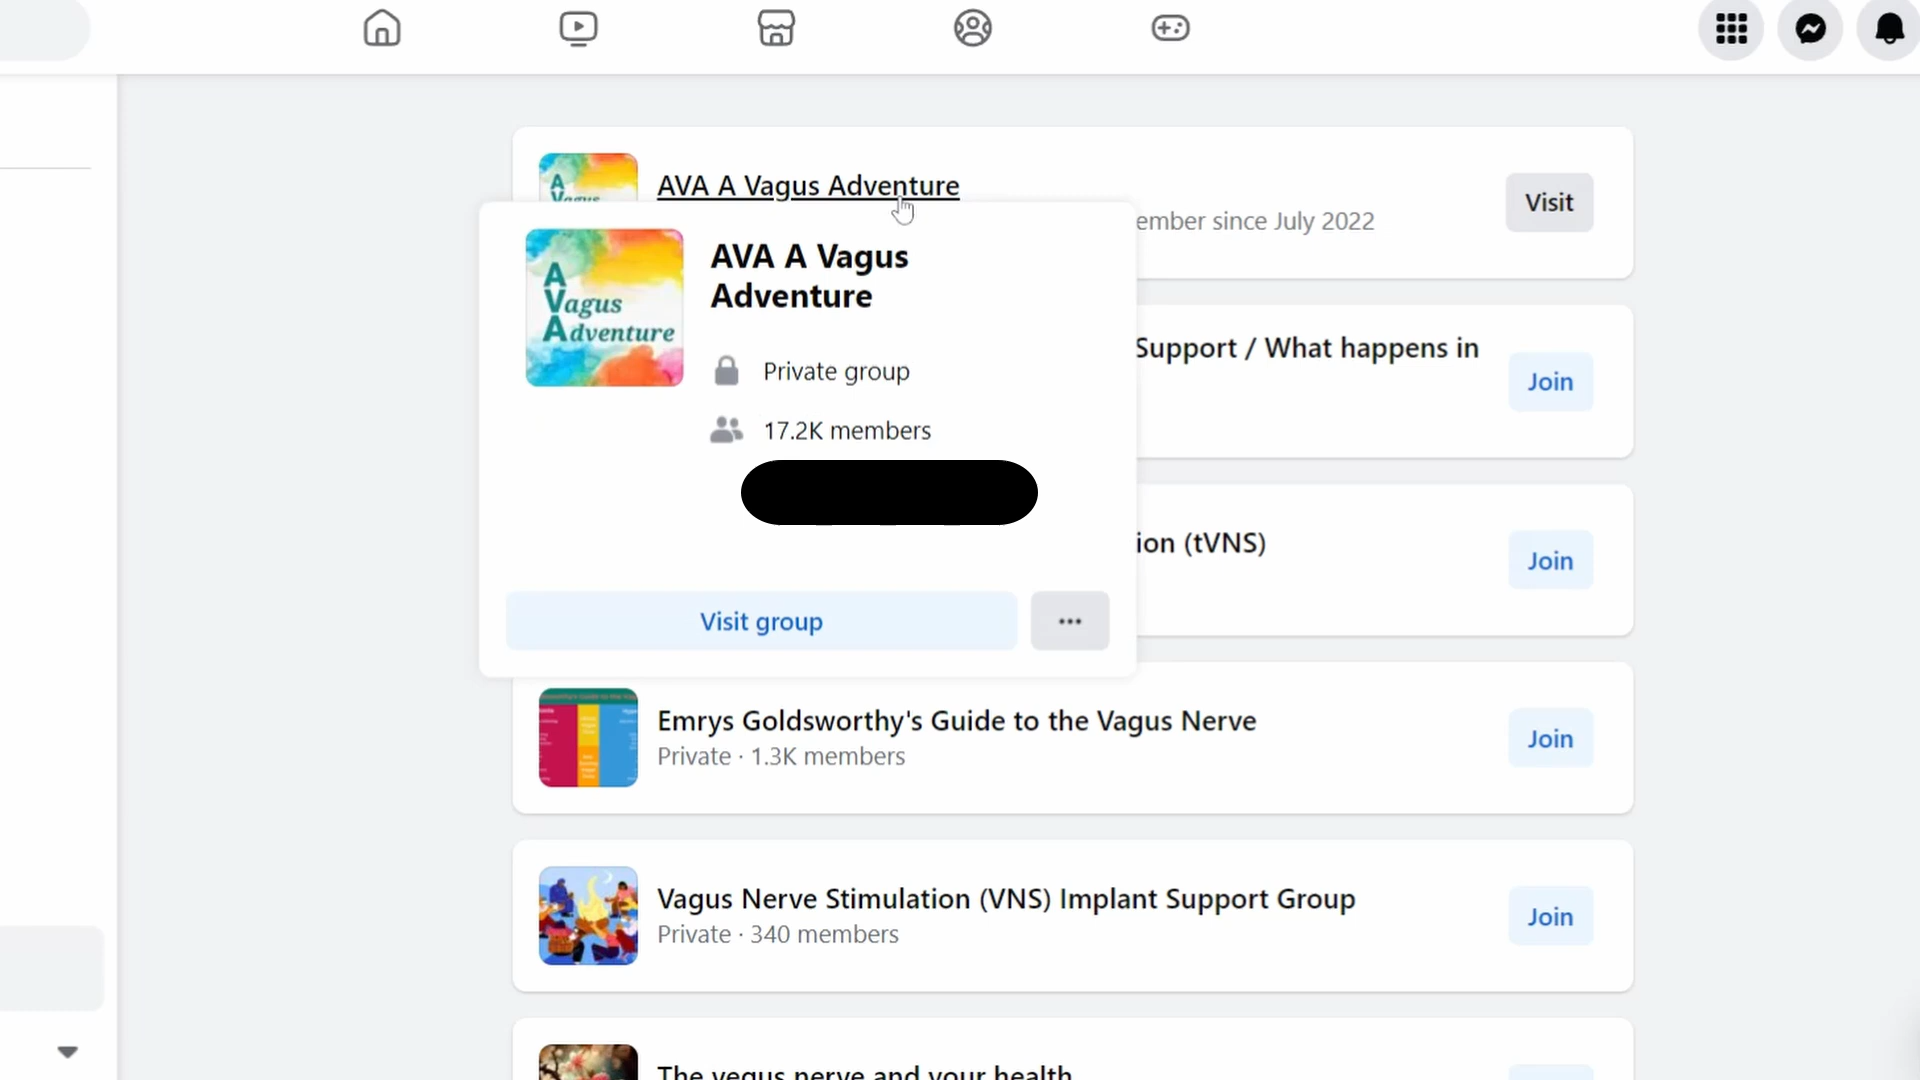 AVA A Vagus Adventure
ember since July 2022
Visit
A
Vagus
A
Vagus
Adventure
AVA A Vagus
Adventure
Private group
17.2K members
Visit group
Support / What happens in
Join
ion (tVNS)
Join
Emrys Goldsworthy's Guide to the Vagus Nerve
Private · 1.3K members
Join
Vagus Nerve Stimulation (VNS) Implant Support Group
Private · 340 members
Join
The vegus nerve and your health